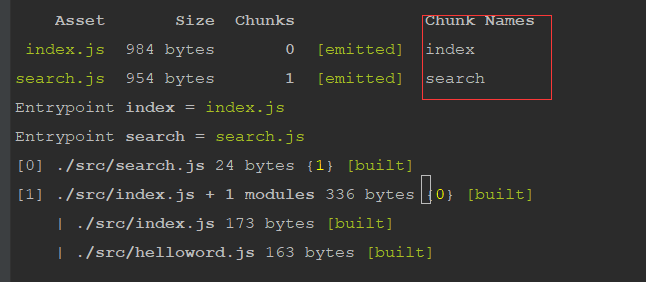 Asset Size Chunks Chunk Names
index.js 984 bytes 0 [emitted] index
search.js 954 bytes 1 [emitted] search
Entrypoint index = index.js
Entrypoint search = search.js
[0] ./src/search.js 24 bytes {1} [built]
[1] ./src/index.js + 1 modules 336 bytes {0} [built]
| ./src/index.js 173 bytes [built]
| ./src/helloword.js 163 bytes [built]